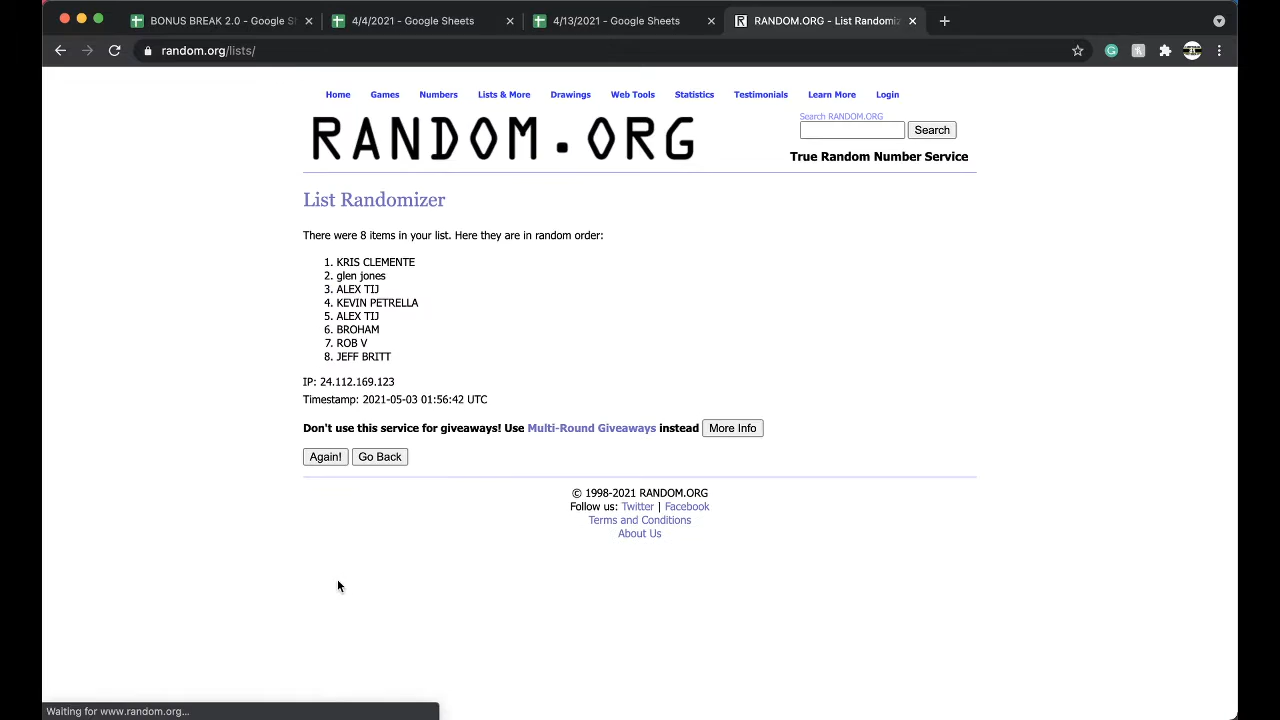 BONUS BREAK 2.0 - Google S
4/4/2021 - Google Sheets
4/13/2021 - Google Sheets
RANDOM.ORG - List Randomiz
random.org/lists/
Home Games Numbers Lists & More Drawings Web Tools Statistics Testimonials Learn More Login
RANDOM.ORG
Search RANDOM.ORG
Search
True Random Number Service
List Randomizer
There were 8 items in your list. Here they are in random order:
1. KRIS CLEMENTE
2. glen jones
3. ALEX TIJ
4. KEVIN PETRELLA
5. ALEX TIJ
6. BROHAM
7. ROB V
8. JEFF BRITT
IP: 24.112.169.123
Timestamp: 2021-05-03 01:56:42 UTC
Don't use this service for giveaways! Use Multi-Round Giveaways instead More Info
Again! Go Back
© 1998-2021 RANDOM.ORG
Follow us: Twitter | Facebook
Terms and Conditions
About Us
Waiting for www.random.org...